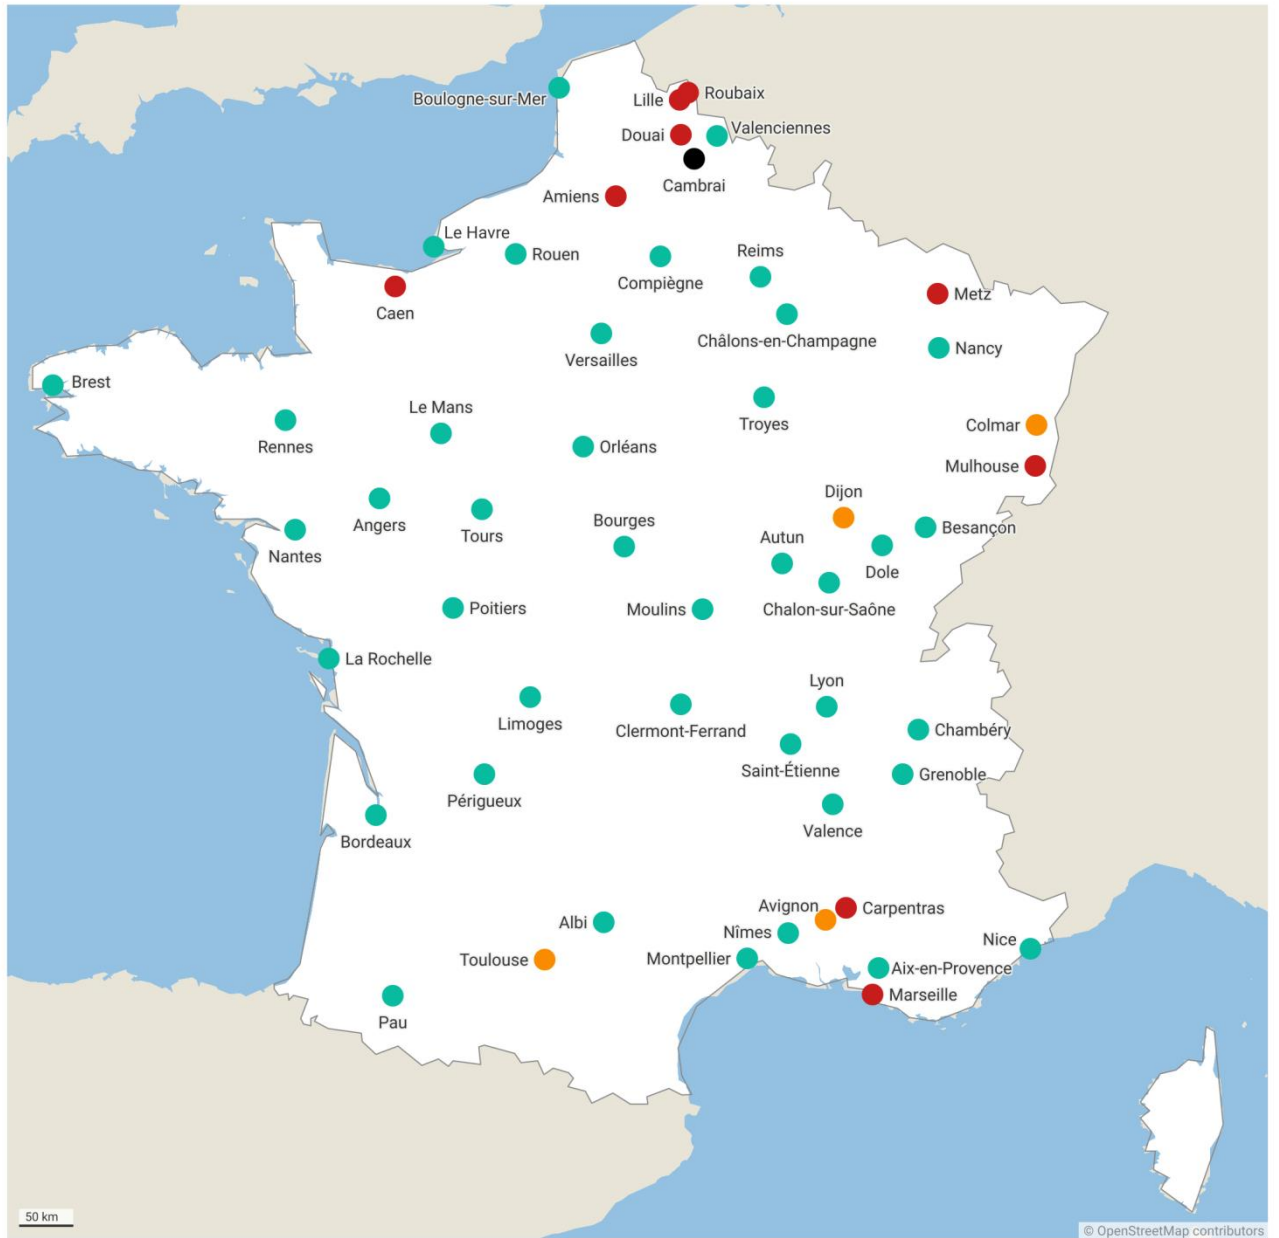 Boulogne-sur-Mer
Lille
Roubaix
Douai
Valenciennes
Cambrai
Amiens
Le Havre
Rouen
Compiègne
Reims
Metz
Caen
Versailles
Châlons-en-Champagne
Nancy
Brest
Rennes
Le Mans
Orléans
Troyes
Colmar
Mulhouse
Dijon
Angers
Tours
Bourges
Autun
Besançon
Nantes
Dole
Chalon-sur-Saône
Poitiers
Moulins
La Rochelle
Limoges
Clermont-Ferrand
Lyon
Chambéry
Saint-Étienne
Grenoble
Périgueux
Valence
Bordeaux
Avignon
Carpentras
Albi
Nîmes
Nice
Toulouse
Montpellier
Aix-en-Provence
Marseille
Pau
50 km
© OpenStreetMap contributors